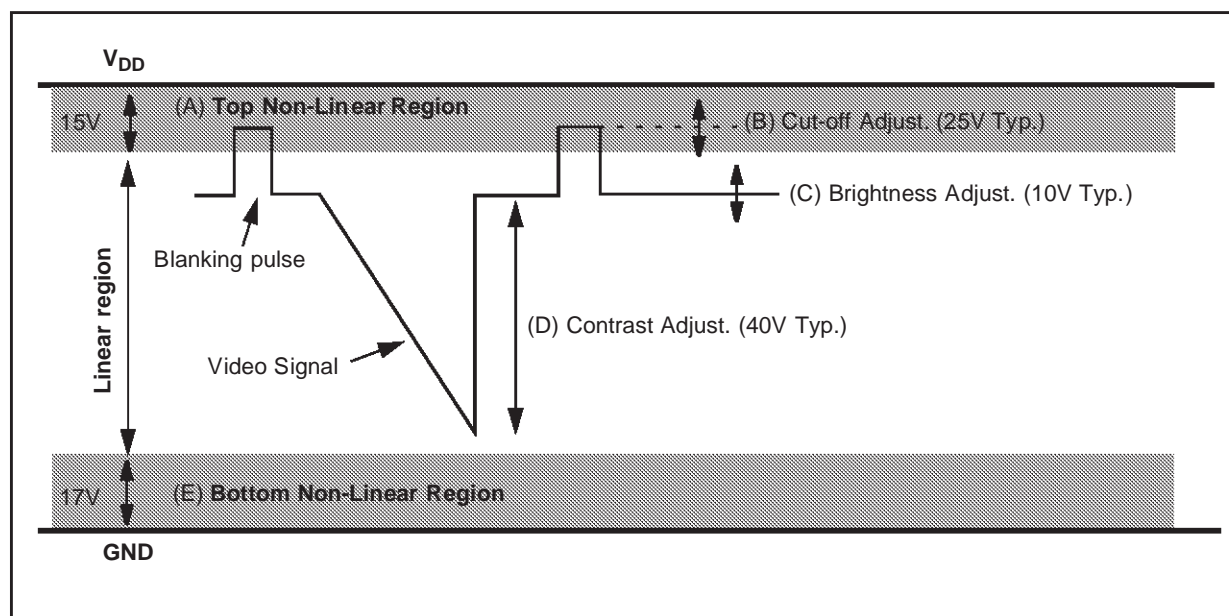 VDD
(A) Top Non-Linear Region
15V
(B) Cut-off Adjust. (25V Typ.)
(C) Brightness Adjust. (10V Typ.)
Blanking pulse
Linear region
(D) Contrast Adjust. (40V Typ.)
Video Signal
17V
(E) Bottom Non-Linear Region
GND